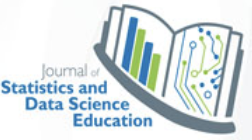 Journal of
Statistics and
Data Science
Education